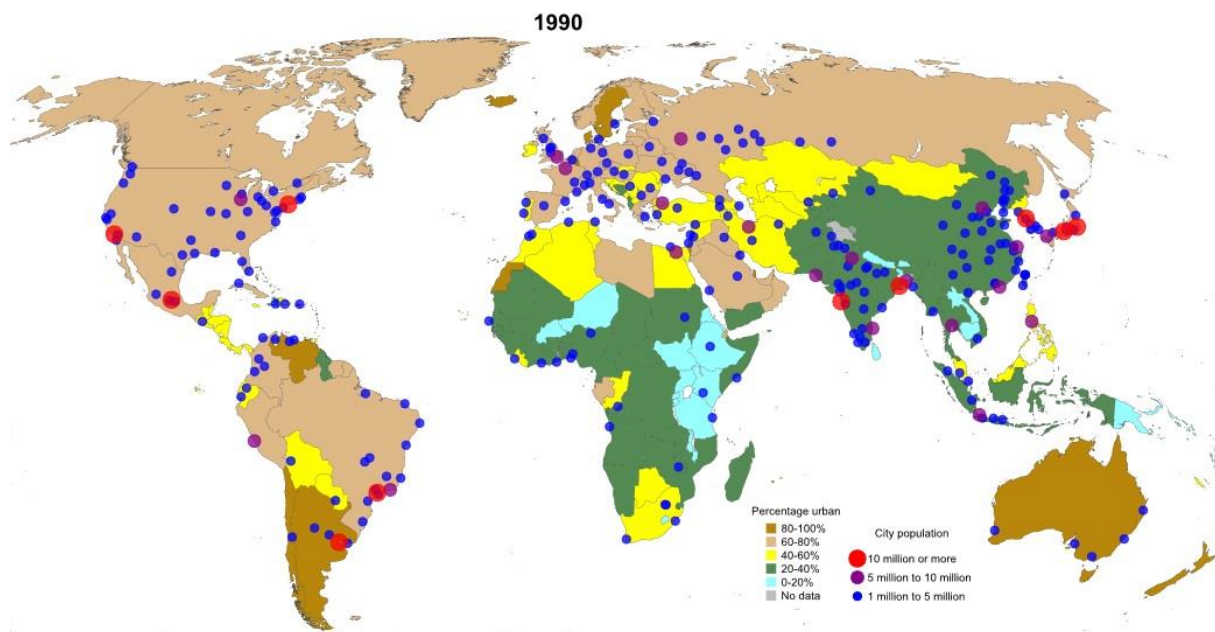 1990
Percentage urban
80-100%
60-80%
40-60%
20-40%
0-20%
No data
City population
10 million or more
5 million to 10 million
1 million to 5 million